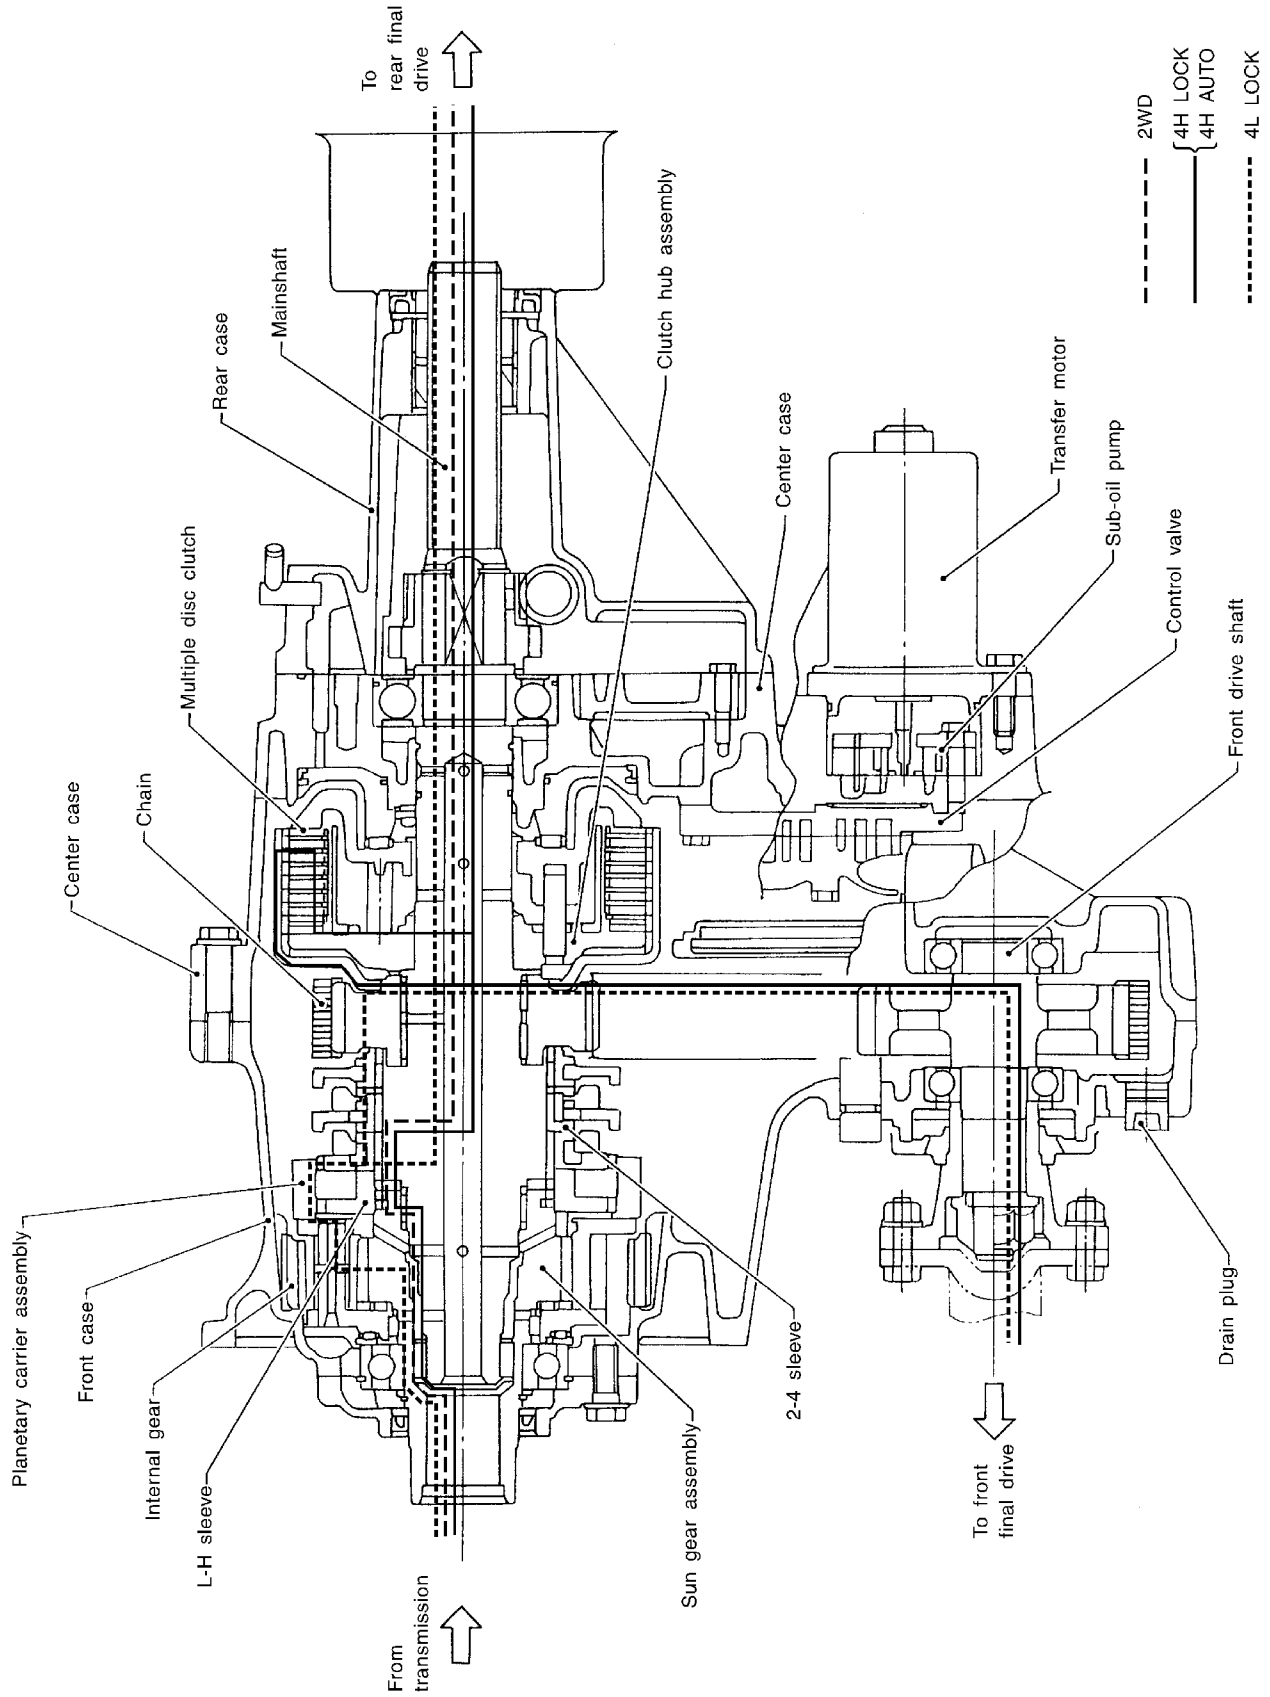 Planetary carrier assembly
Front case
Internal gear
L-H sleeve
Center case
Chain
Multiple disc clutch
Rear case
Mainshaft
To
rear final
drive
From
transmission
Sun gear assembly
2-4 sleeve
Clutch hub assembly
Center case
Transfer motor
Sub-oil pump
Control valve
Front drive shaft
Drain plug
To front
final drive
2WD
4H LOCK
4H AUTO
4L LOCK